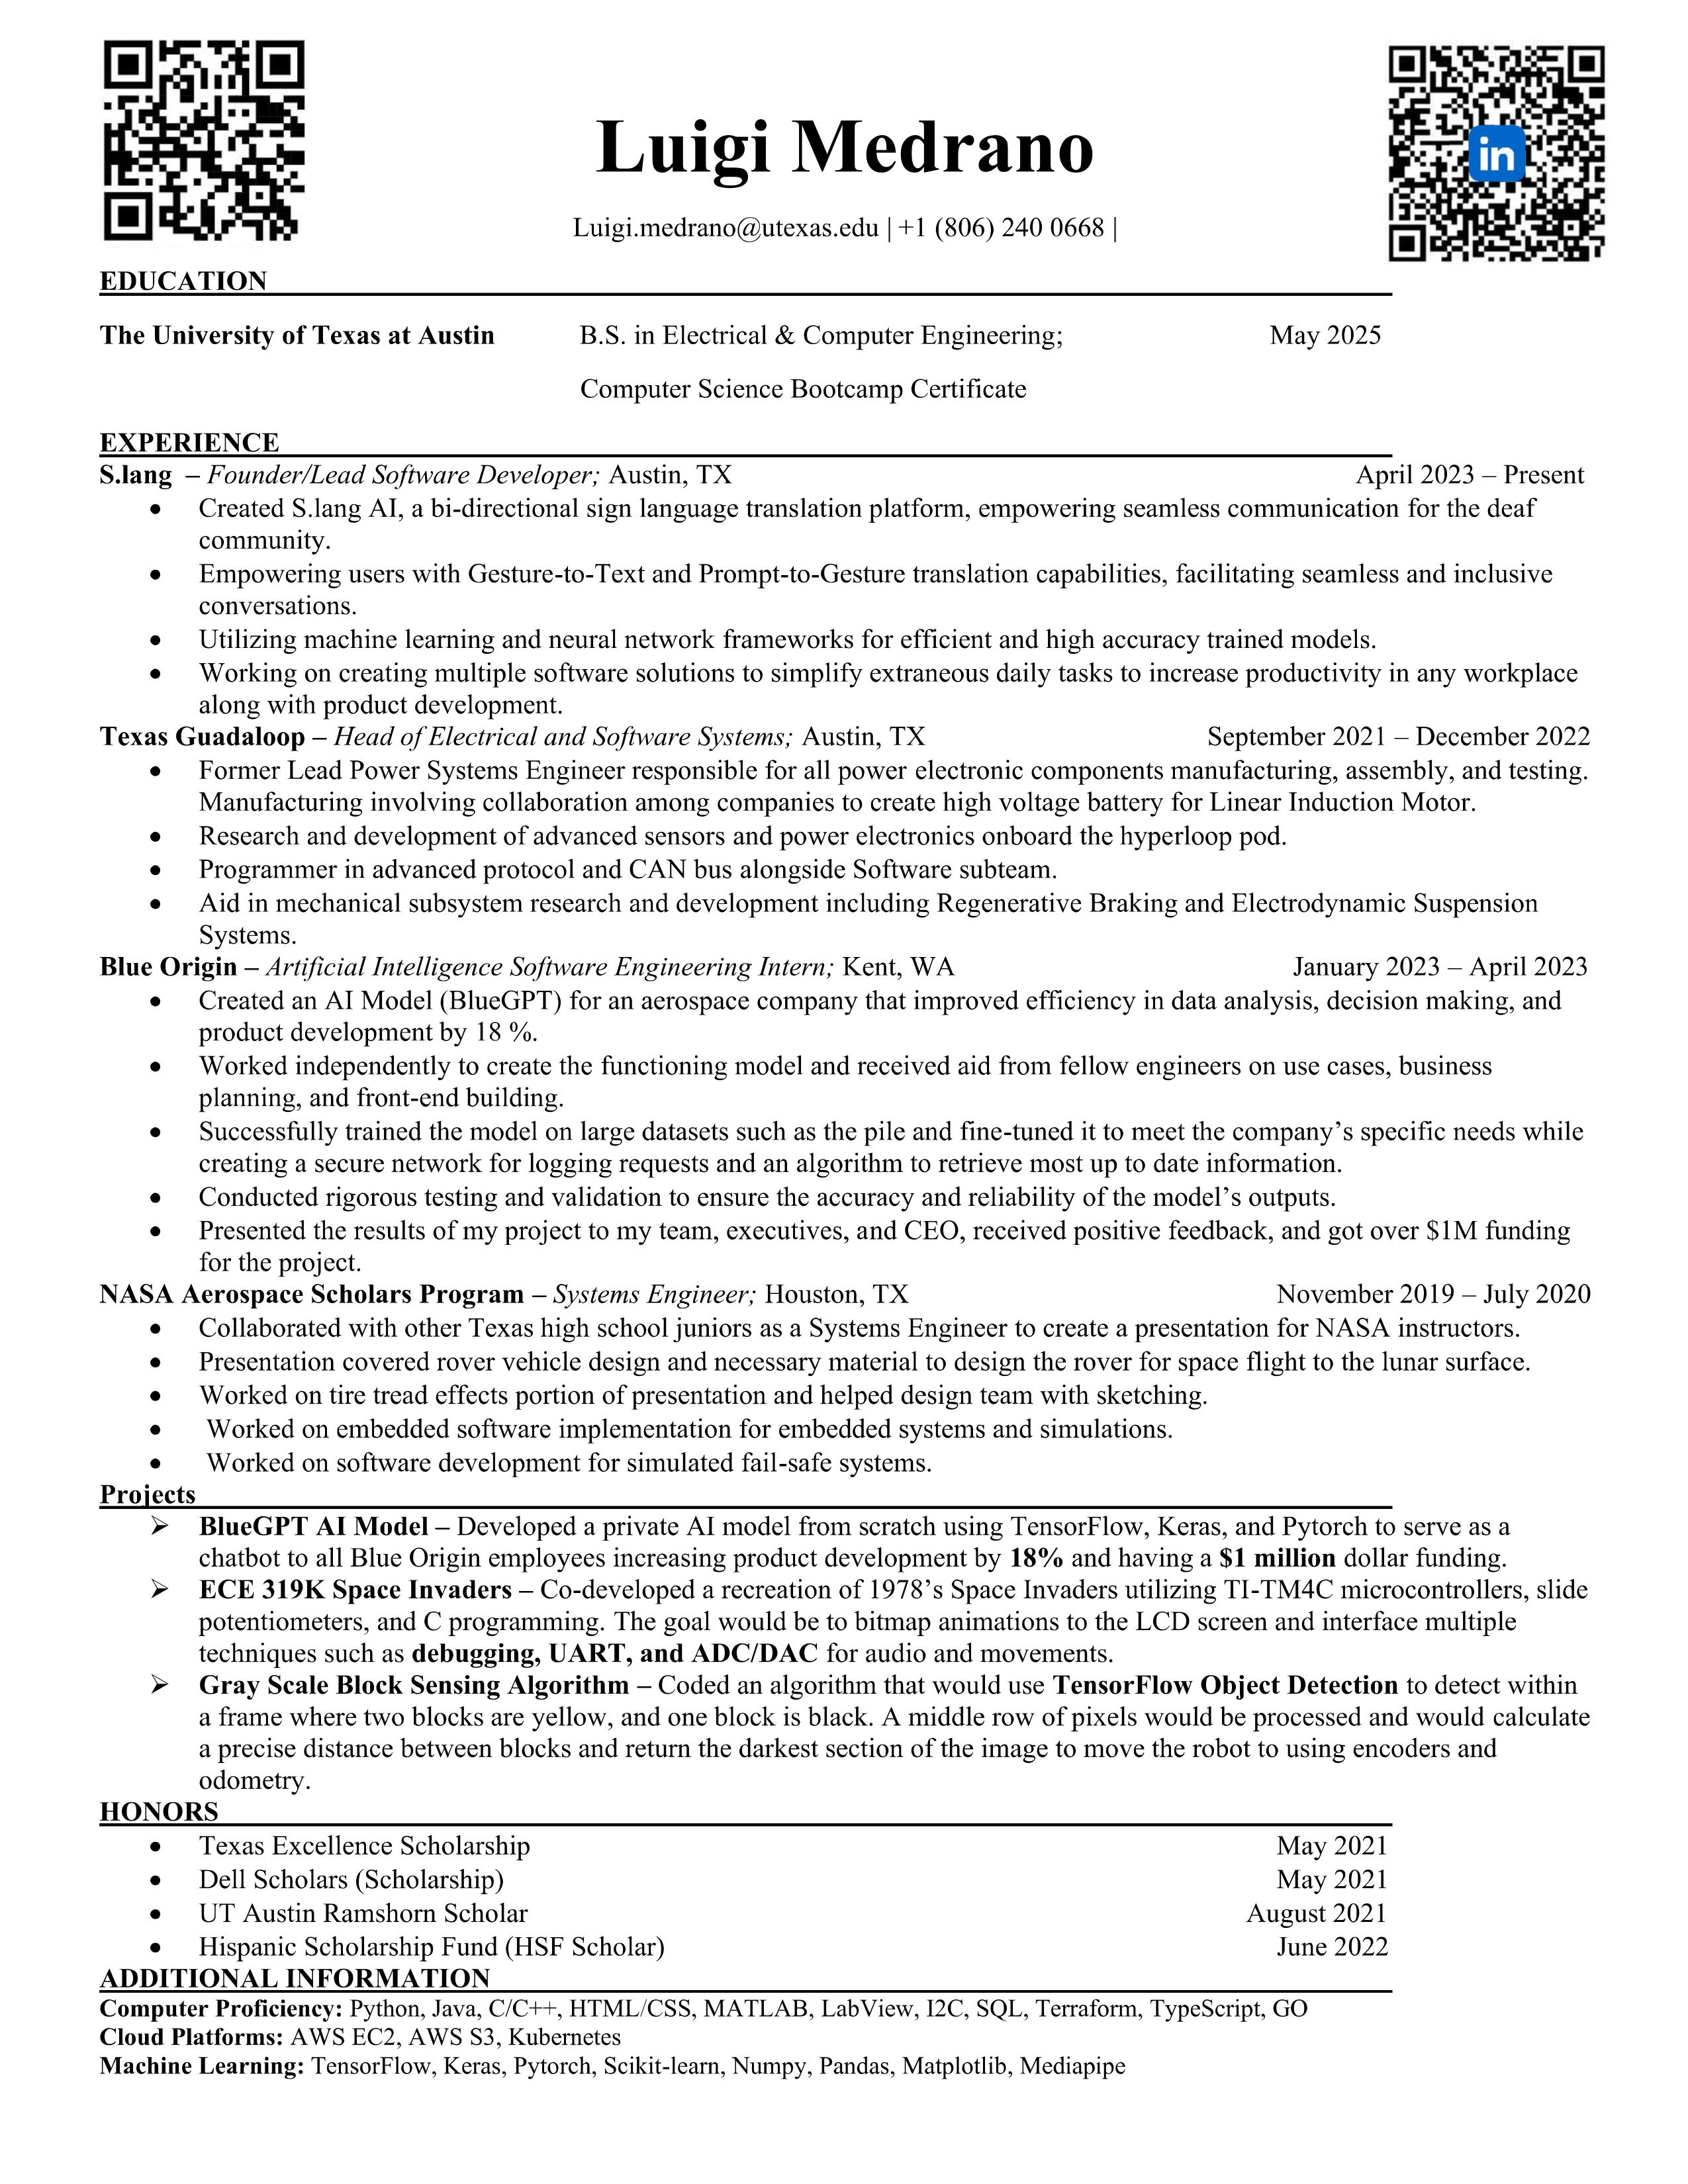 Luigi Medrano
in
Luigi.medrano@utexas.edu | +1 (806) 240 0668 |
EDUCATION
The University of Texas at Austin B.S. in Electrical & Computer Engineering; May 2025
Computer Science Bootcamp Certificate
EXPERIENCE
S.lang – Founder/Lead Software Developer; Austin, TX April 2023 – Present
• Created S.lang AI, a bi-directional sign language translation platform, empowering seamless communication for the deaf
community.
• Empowering users with Gesture-to-Text and Prompt-to-Gesture translation capabilities, facilitating seamless and inclusive
conversations.
• Utilizing machine learning and neural network frameworks for efficient and high accuracy trained models.
• Working on creating multiple software solutions to simplify extraneous daily tasks to increase productivity in any workplace
along with product development.
Texas Guadaloop – Head of Electrical and Software Systems; Austin, TX September 2021 – December 2022
• Former Lead Power Systems Engineer responsible for all power electronic components manufacturing, assembly, and testing.
Manufacturing involving collaboration among companies to create high voltage battery for Linear Induction Motor.
• Research and development of advanced sensors and power electronics onboard the hyperloop pod.
• Programmer in advanced protocol and CAN bus alongside Software subteam.
• Aid in mechanical subsystem research and development including Regenerative Braking and Electrodynamic Suspension
Systems.
Blue Origin – Artificial Intelligence Software Engineering Intern; Kent, WA January 2023 – April 2023
• Created an AI Model (BlueGPT) for an aerospace company that improved efficiency in data analysis, decision making, and
product development by 18 %.
• Worked independently to create the functioning model and received aid from fellow engineers on use cases, business
planning, and front-end building.
• Successfully trained the model on large datasets such as the pile and fine-tuned it to meet the company’s specific needs while
creating a secure network for logging requests and an algorithm to retrieve most up to date information.
• Conducted rigorous testing and validation to ensure the accuracy and reliability of the model’s outputs.
• Presented the results of my project to my team, executives, and CEO, received positive feedback, and got over $1M funding
for the project.
NASA Aerospace Scholars Program – Systems Engineer; Houston, TX November 2019 – July 2020
• Collaborated with other Texas high school juniors as a Systems Engineer to create a presentation for NASA instructors.
• Presentation covered rover vehicle design and necessary material to design the rover for space flight to the lunar surface.
• Worked on tire tread effects portion of presentation and helped design team with sketching.
• Worked on embedded software implementation for embedded systems and simulations.
• Worked on software development for simulated fail-safe systems.
Projects
➢ BlueGPT AI Model – Developed a private AI model from scratch using TensorFlow, Keras, and Pytorch to serve as a
chatbot to all Blue Origin employees increasing product development by 18% and having a $1 million dollar funding.
➢ ECE 319K Space Invaders – Co-developed a recreation of 1978’s Space Invaders utilizing TI-TM4C microcontrollers, slide
potentiometers, and C programming. The goal would be to bitmap animations to the LCD screen and interface multiple
techniques such as debugging, UART, and ADC/DAC for audio and movements.
➢ Gray Scale Block Sensing Algorithm – Coded an algorithm that would use TensorFlow Object Detection to detect within
a frame where two blocks are yellow, and one block is black. A middle row of pixels would be processed and would calculate
a precise distance between blocks and return the darkest section of the image to move the robot to using encoders and
odometry.
HONORS
• Texas Excellence Scholarship May 2021
• Dell Scholars (Scholarship) May 2021
• UT Austin Ramshorn Scholar August 2021
• Hispanic Scholarship Fund (HSF Scholar) June 2022
ADDITIONAL INFORMATION
Computer Proficiency: Python, Java, C/C++, HTML/CSS, MATLAB, LabView, I2C, SQL, Terraform, TypeScript, GO
Cloud Platforms: AWS EC2, AWS S3, Kubernetes
Machine Learning: TensorFlow, Keras, Pytorch, Scikit-learn, Numpy, Pandas, Matplotlib, Mediapipe